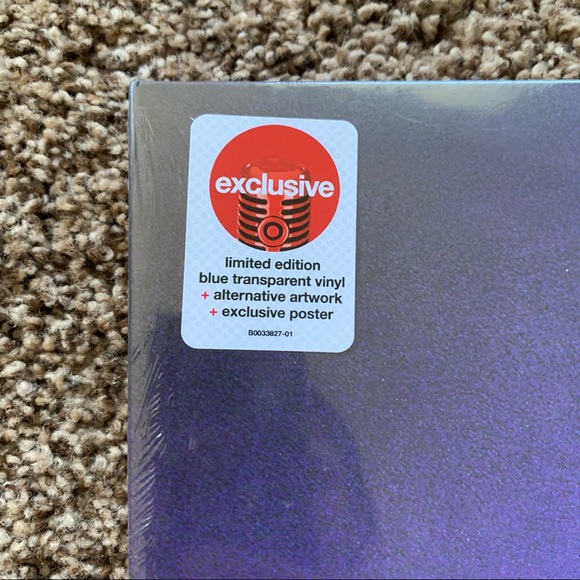 exclusive
limited edition
blue transparent vinyl
+ alternative artwork
+ exclusive poster
B0033827-01